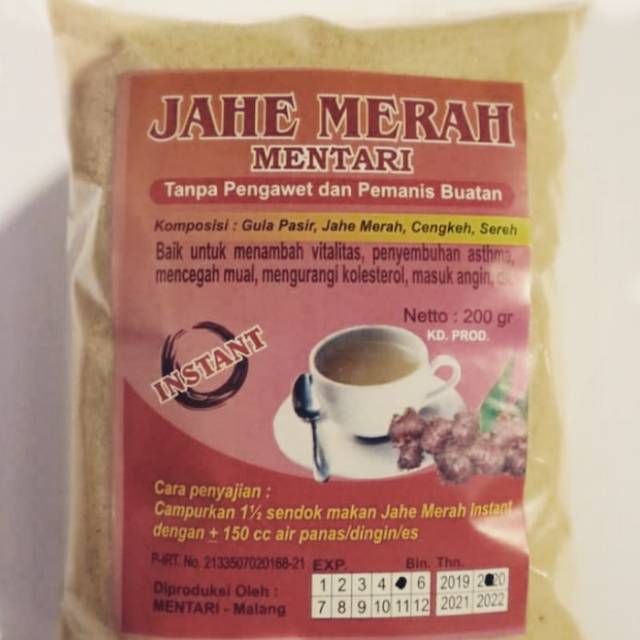 JAHE MERAH
MENTARI
Tanpa Pengawet dan Pemanis Buatan
Komposisi : Gula Pasir, Jahe Merah, Cengkeh, Sereh
Baik untuk menambah vitalitas, penyembuhan asthma,
mencegah mual, mengurangi kolesterol, masuk angin,
Netto : 200 gr
KD. PROD.
INSTANT
Cara penyajian :
Campurkan 1½ sendok makan Jahe Merah Instant
dengan ± 150 cc air panas/dingin/es
P-IRT. No. 2133507020168-21 EXP. Bln. Thn.
1 2 3 4 6 2019 2020
Diproduksi Oleh :
MENTARI - Malang
7 8 9 10 11 12 2021 2022